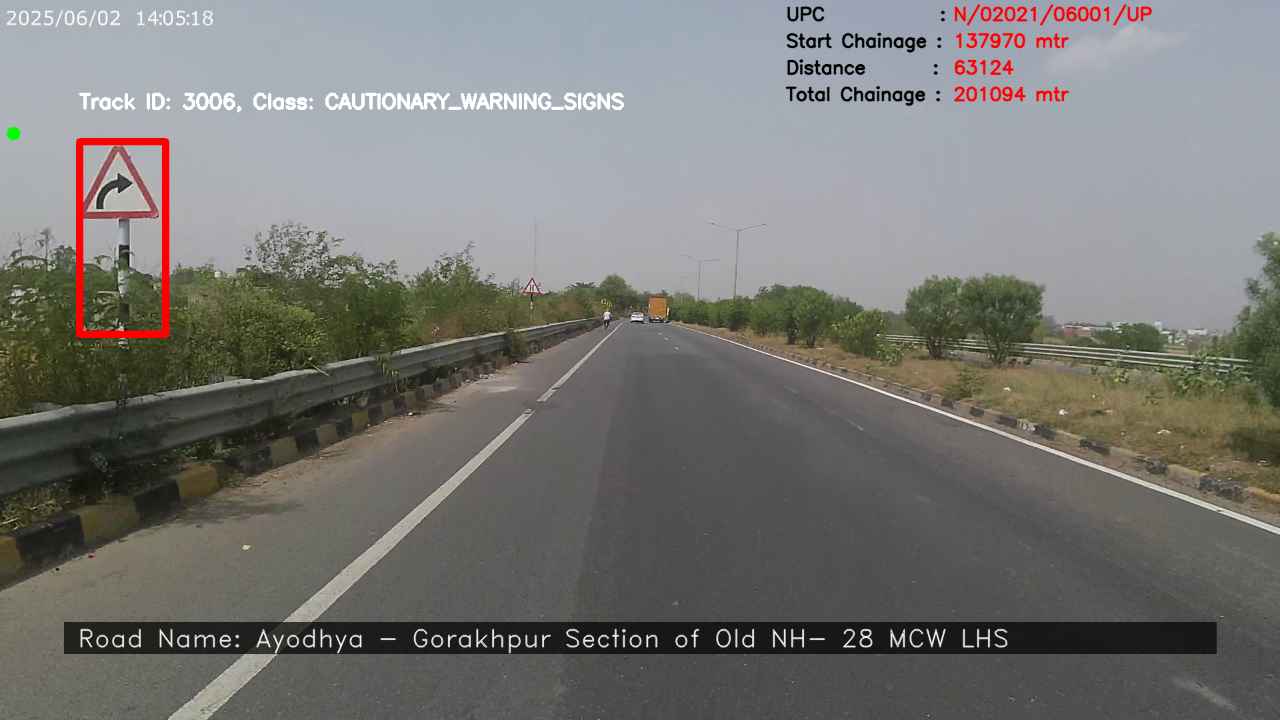 2025/06/02 14:05:18
UPC : N/02021/06001/UP
Start Chainage : 137970 mtr
Distance : 63124
Total Chainage : 201094 mtr
Track ID: 3006, Class: CAUTIONARY_WARNING_SIGNS
Road Name: Ayodhya - Gorakhpur Section of Old NH- 28 MCW LHS